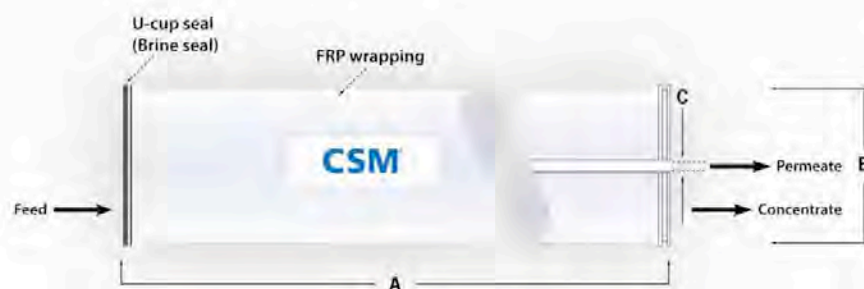 U-cup seal
(Brine seal)
FRP wrapping
C
CSM
Permeate
B
Feed
Concentrate
A